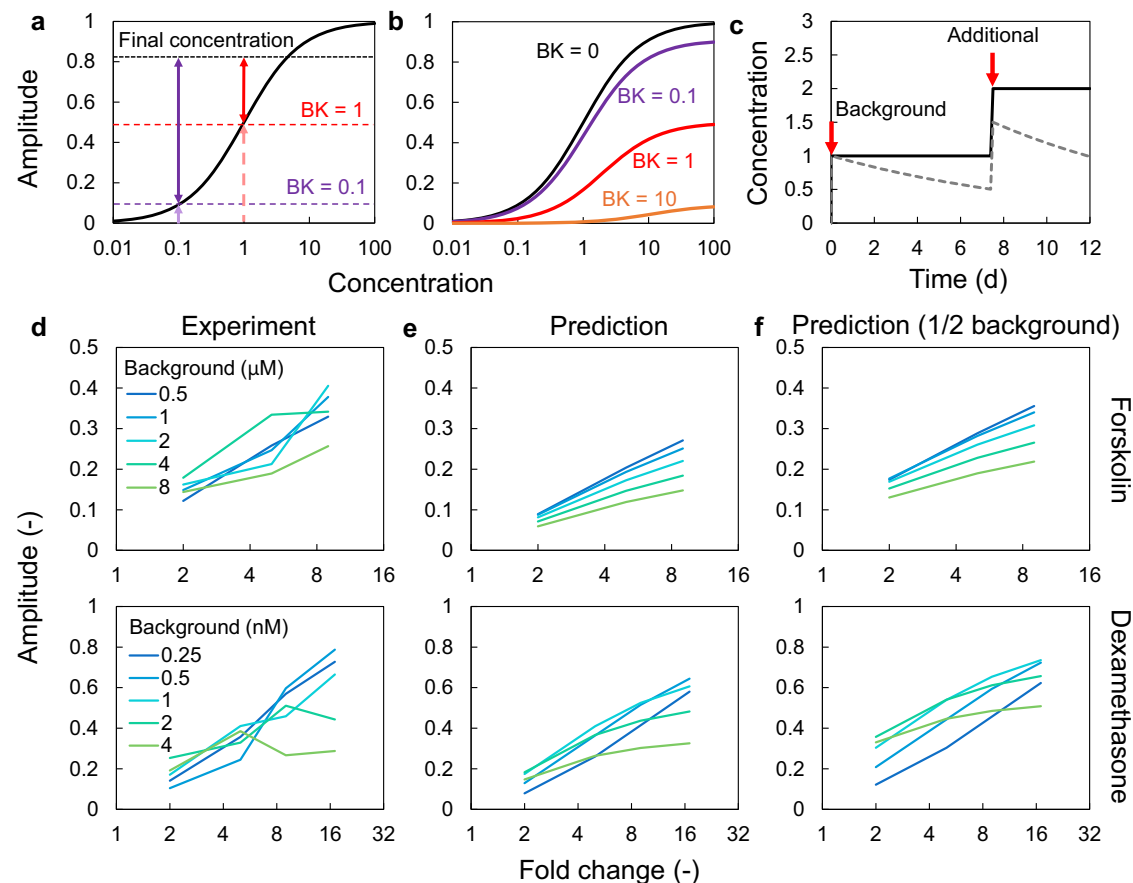 a
Amplitude
1
0.8
0.6
0.4
0.2
0
Final concentration
BK = 1
BK = 0.1
0.01 0.1 1 10 100
b
1
0.8
0.6
0.4
0.2
0
BK = 0
BK = 0.1
BK = 1
BK = 10
0.01 0.1 1 10 100
Concentration
c
Concentration
3
2.5
2
1.5
1
0.5
0
Additional
Background
0 2 4 6 8 10 12
Time (d)
d Experiment
0.5
0.4
0.3
0.2
0.1
0
Background (µM)
0.5
1
2
4
8
1 2 4 8 16
e Prediction
0.5
0.4
0.3
0.2
0.1
0
1 2 4 8 16
f Prediction (1/2 background)
0.5
0.4
0.3
0.2
0.1
0
1 2 4 8 16
Forskolin
Amplitude (-)
1
0.8
0.6
0.4
0.2
0
Background (nM)
0.25
0.5
1
2
4
1 2 4 8 16 32
1
0.8
0.6
0.4
0.2
0
1 2 4 8 16 32
1
0.8
0.6
0.4
0.2
0
1 2 4 8 16 32
Dexamethasone
Fold change (-)